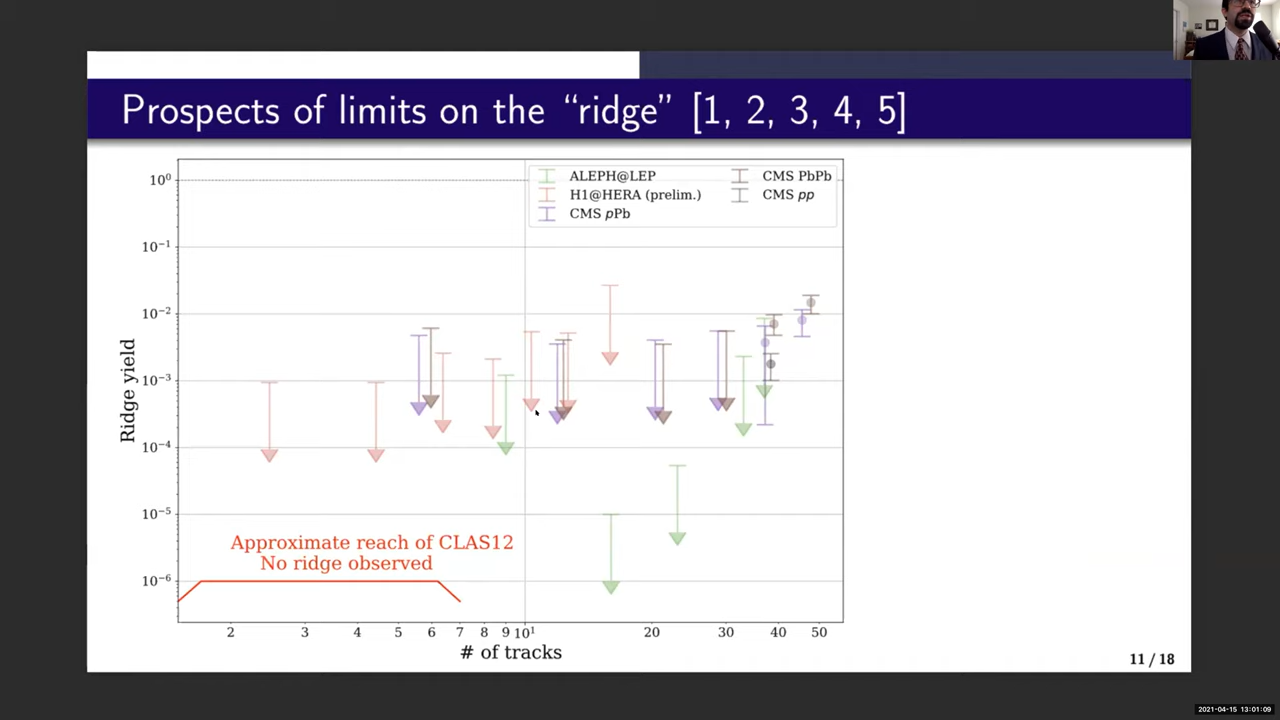 Prospects of limits on the “ridge” [1, 2, 3, 4, 5]
ALEPH@LEP
H1@HERA (prelim.)
CMS pPb
CMS PbPb
CMS pp
10⁰
10⁻¹
10⁻²
10⁻³
10⁻⁴
10⁻⁵
10⁻⁶
Ridge yield
Approximate reach of CLAS12
No ridge observed
2 3 4 5 6 7 8 9 10¹ 20 30 40 50
# of tracks
11 / 18
2021-04-15 13:01:09